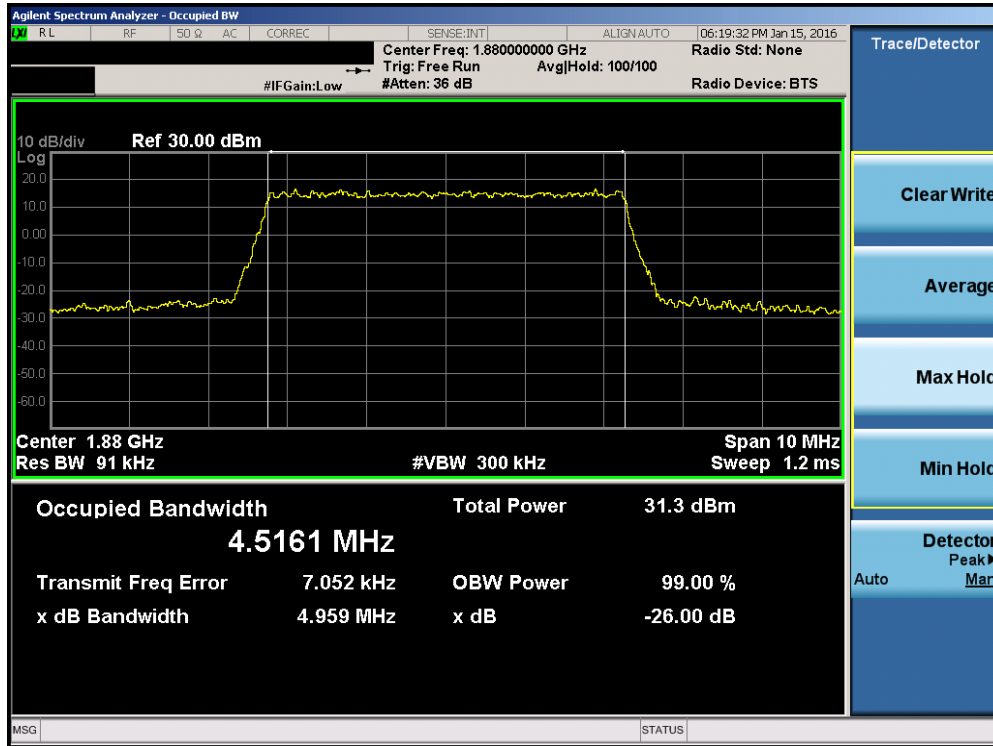 Agilent Spectrum Analyzer - Occupied BW
LXI RL RF 50 Ω AC CORREC SENSE:INT ALIGN AUTO 06:19:32 PM Jan 15, 2016
Center Freq: 1.880000000 GHz Radio Std: None
Trig: Free Run Avg|Hold: 100/100
#IFGain:Low #Atten: 36 dB Radio Device: BTS
10 dB/div Ref 30.00 dBm
Log
20.0
10.0
0.00
-10.0
-20.0
-30.0
-40.0
-50.0
-60.0
Center 1.88 GHz Span 10 MHz
Res BW 91 kHz #VBW 300 kHz Sweep 1.2 ms
Occupied Bandwidth Total Power 31.3 dBm
4.5161 MHz
Transmit Freq Error 7.052 kHz OBW Power 99.00 %
x dB Bandwidth 4.959 MHz x dB -26.00 dB
MSG STATUS
Trace/Detector
Clear Write
Average
Max Hold
Min Hold
Detector
Peak
Auto Man